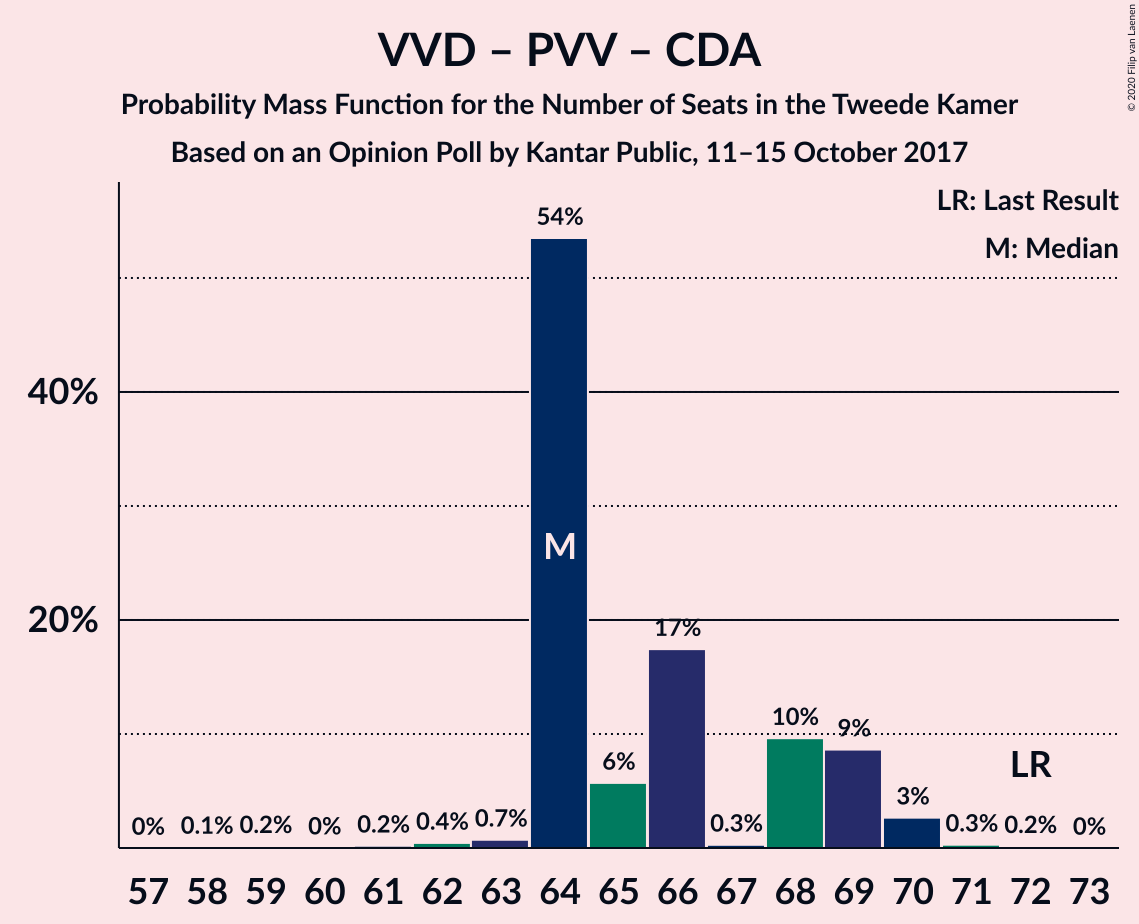 VVD – PVV – CDA
Probability Mass Function for the Number of Seats in the Tweede Kamer
Based on an Opinion Poll by Kantar Public, 11–15 October 2017
© 2020 Filip van Laenen
LR: Last Result
M: Median
54%
40%
M
20%
17%
10%
9%
LR
6%
3%
0% 0.1% 0.2% 0% 0.2% 0.4% 0.7% 0.3% 0.3% 0.2% 0%
57 58 59 60 61 62 63 64 65 66 67 68 69 70 71 72 73